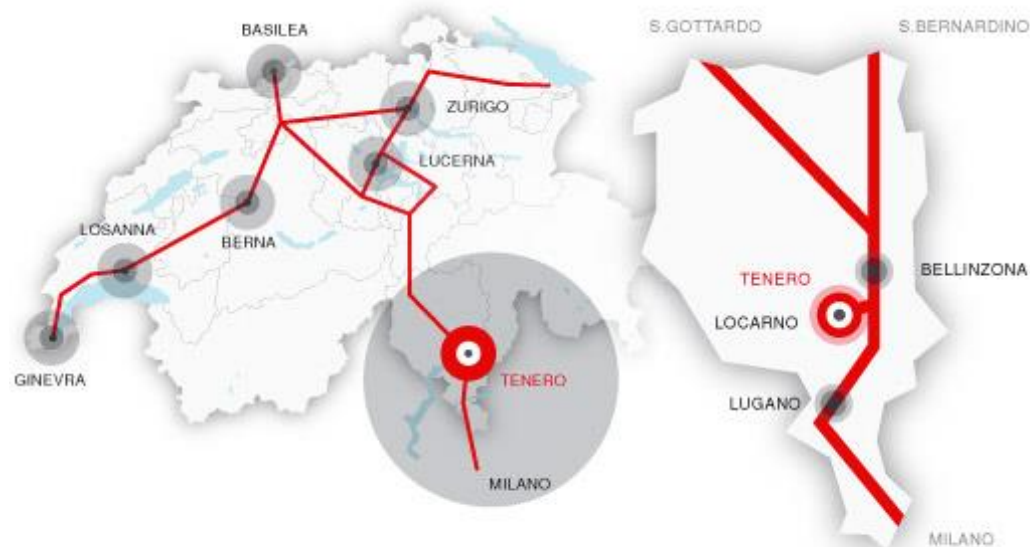 BASILEA
ZURIGO
LUCERNA
LOSANNA
BERNA
GINEVRA
TENERO
MILANO
S.GOTTARDO
S.BERNARDINO
BELLINZONA
TENERO
LOCARNO
LUGANO
MILANO